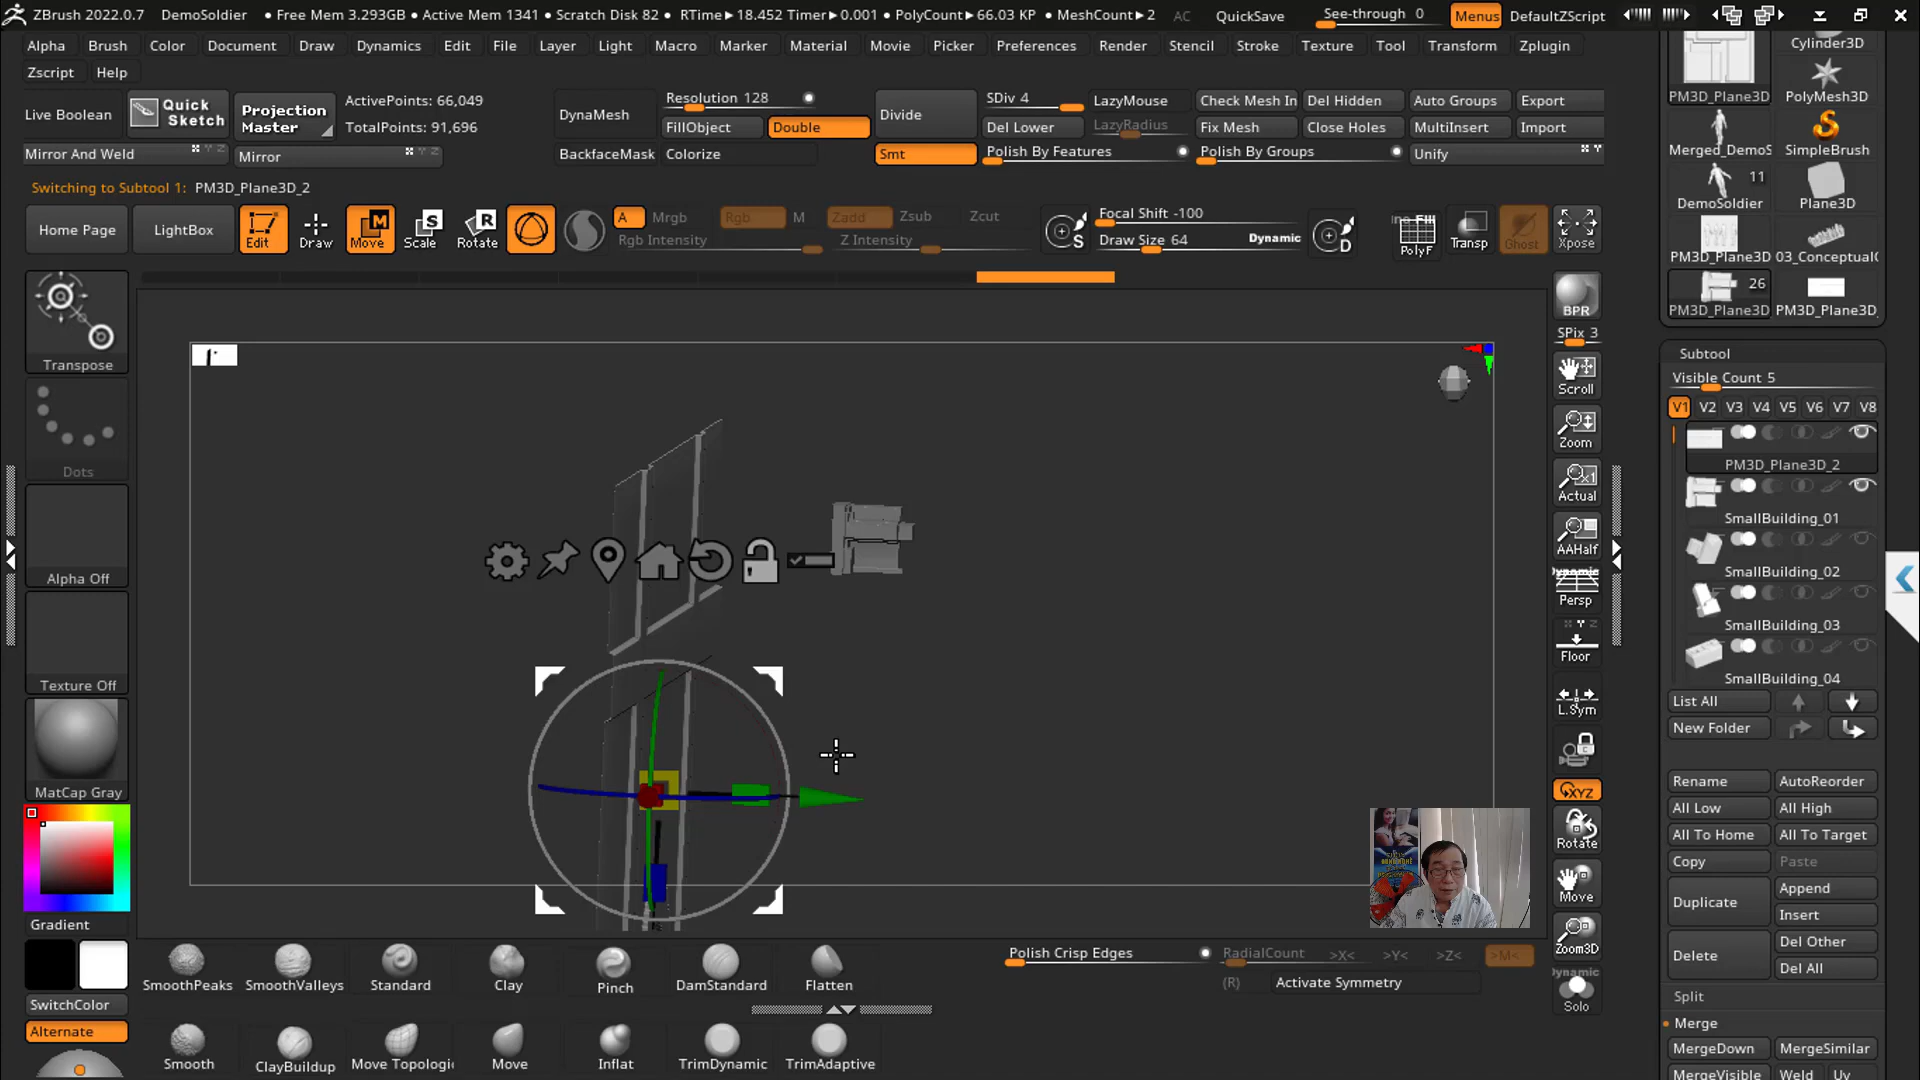 ZBrush 2022.0.7 DemoSoldier • Free Mem 3.293GB • Active Mem 1341 • Scratch Disk 82 • RTime►18.452 Timer►0.001 • PolyCount►66.03 KP • MeshCount►2 AC QuickSave See-through 0 Menus DefaultZScript
Alpha Brush Color Document Draw Dynamics Edit File Layer Light Macro Marker Material Movie Picker Preferences Render Stencil Stroke Texture Tool Transform Zplugin
Zscript Help
Live Boolean
Quick Sketch
Projection Master
ActivePoints: 66,049
TotalPoints: 91,696
Mirror And Weld
Mirror
DynaMesh
BackfaceMask
Resolution 128
FillObject Double
Colorize
Divide
Smt
SDiv 4
Del Lower
Polish By Features
LazyMouse
LazyRadius
Check Mesh In Del Hidden Auto Groups Export
Fix Mesh Close Holes MultiInsert Import
Polish By Groups
Unify
Switching to Subtool 1: PM3D_Plane3D_2
Home Page LightBox Edit Draw Move Scale Rotate
A Mrgb Rgb M Zadd Zsub Zcut
Rgb Intensity Z Intensity
Focal Shift -100
Draw Size 64 Dynamic
S D
PolyF Transp Ghost Xpose
Transpose
Dots
Alpha Off
Texture Off
MatCap Gray
Gradient
SwitchColor
Alternate
BPR
SPix 3
Scroll
Zoom
Actual
AAHalf
Dynamic
Persp
Floor
L.Sym
XYZ
Rotate
Move
Zoom3D
Dynamic
Solo
Cylinder3D
PM3D_Plane3D PolyMesh3D
Merged_DemoS SimpleBrush
11
DemoSoldier Plane3D
PM3D_Plane3D 03_Conceptual
26
PM3D_Plane3D PM3D_Plane3D_
Subtool
Visible Count 5
V1 V2 V3 V4 V5 V6 V7 V8
PM3D_Plane3D_2
SmallBuilding_01
SmallBuilding_02
SmallBuilding_03
SmallBuilding_04
List All
New Folder
Rename AutoReorder
All Low All High
All To Home All To Target
Copy Paste
Duplicate Append
Insert
Delete Del Other
Del All
Split
Merge
MergeDown MergeSimilar
MergeVisible Weld Uv
SmoothPeaks SmoothValleys Standard Clay Pinch DamStandard Flatten
Smooth ClayBuildup Move Topologi Move Inflat TrimDynamic TrimAdaptive
Polish Crisp Edges RadialCount >X< >Y< >Z< >M<
(R) Activate Symmetry